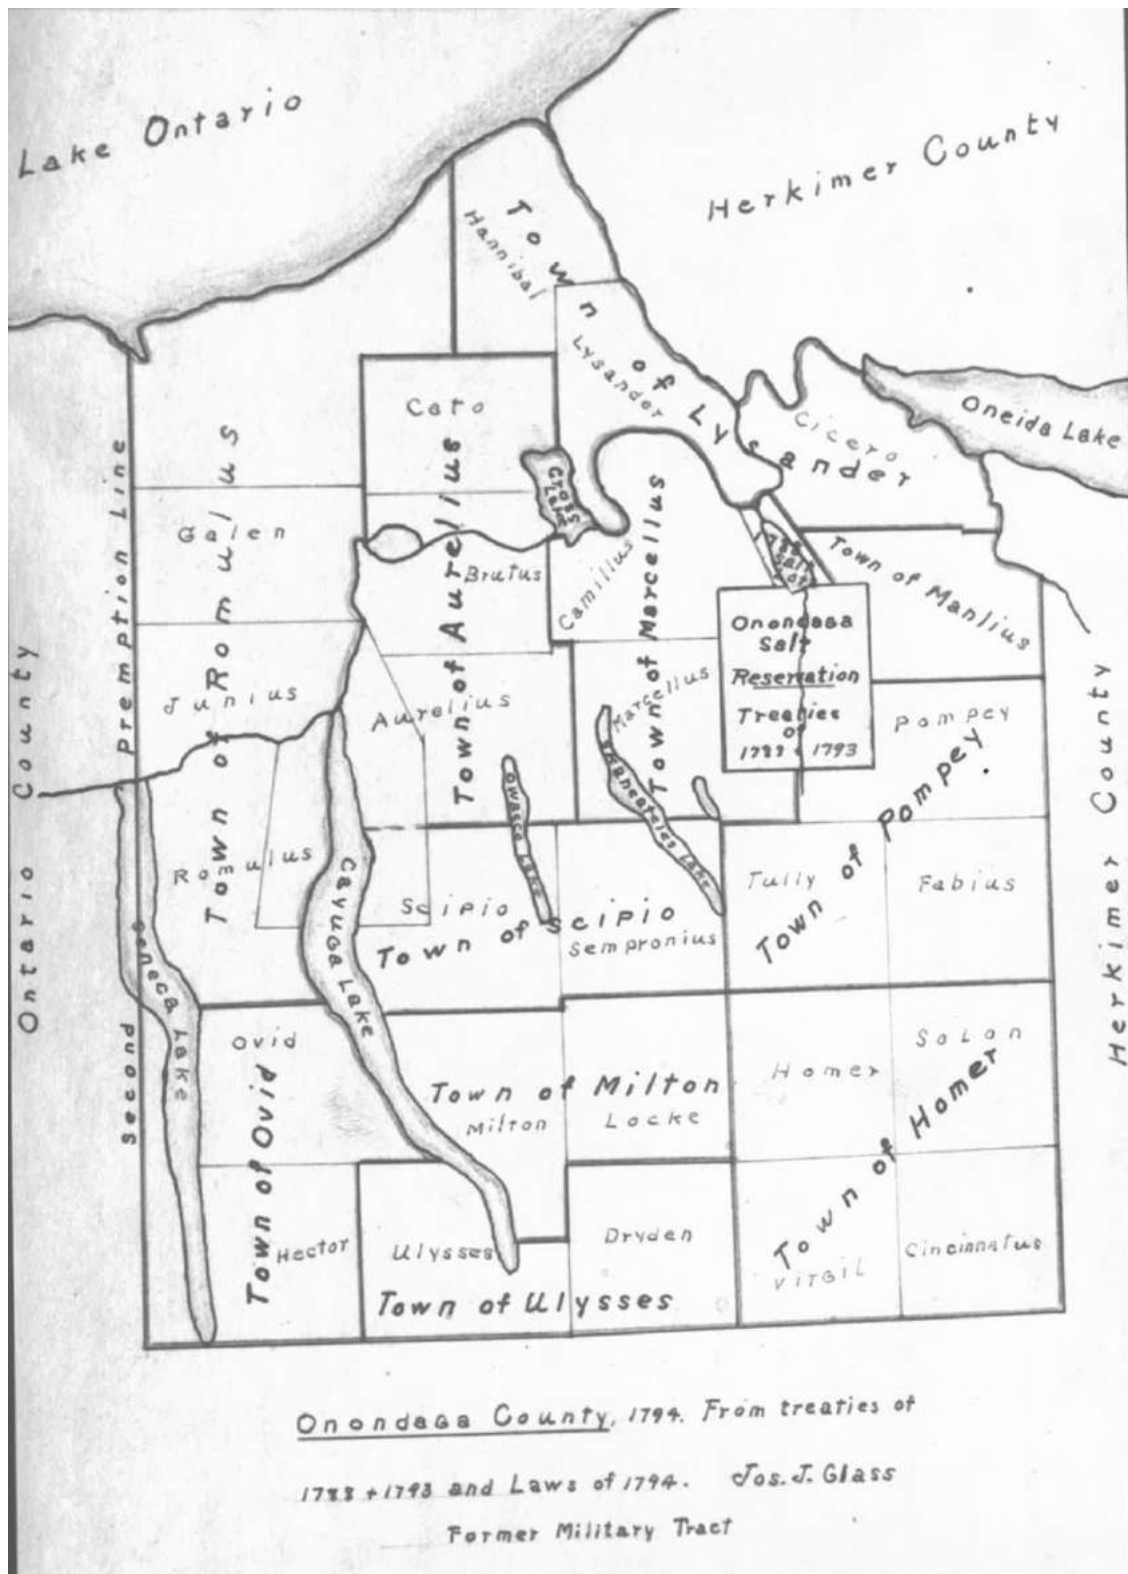 Lake Ontario
Herkimer County
Town of Lysander
Hannibal
Lysander
Cicero
Oneida Lake
Cato
Cross Lake
Town of Romulus
Galen
Town of Aurelius
Brutus
Camillus
Town of Marcellus
Salt
Lot
Town of Manlius
Onondaga
Salt
Reservation
Treaties
of
1788 + 1793
Second Premption Line
Ontario County
Junius
Aurelius
Marcellus
Pompey
Town of Pompey
Herkimer County
Owasco Lake
Skaneateles Lake
Romulus
Cayuga Lake
Scipio
Town of Scipio
Sempronius
Tully
Fabius
Seneca Lake
Ovid
Town of Ovid
Town of Milton
Milton
Locke
Homer
Solon
Town of Homer
Hector
Ulysses
Dryden
Virgil
Cincinnatus
Town of Ulysses
Onondaga County, 1794. From treaties of
1788 + 1793 and Laws of 1794. Jos. J. Glass
Former Military Tract